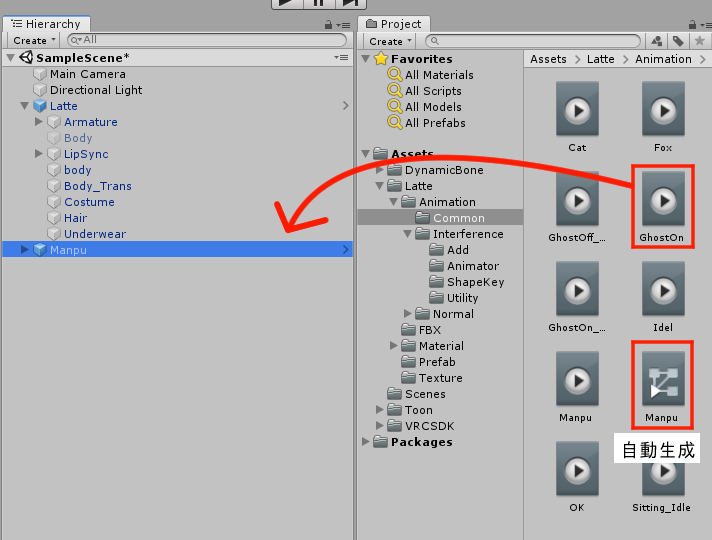 Hierarchy
Create
All
SampleScene*
Main Camera
Directional Light
Latte
Armature
Body
LipSync
body
Body_Trans
Costume
Hair
Underwear
Manpu
Project
Create
Favorites
All Materials
All Scripts
All Models
All Prefabs
Assets
DynamicBone
Latte
Animation
Common
Interference
Add
Animator
ShapeKey
Utility
Normal
FBX
Material
Prefab
Texture
Scenes
Toon
VRCSDK
Packages
Assets > Latte > Animation >
Cat
Fox
GhostOff_...
GhostOn
GhostOn_...
Idel
Manpu
Manpu
自動生成
OK
Sitting_Idle